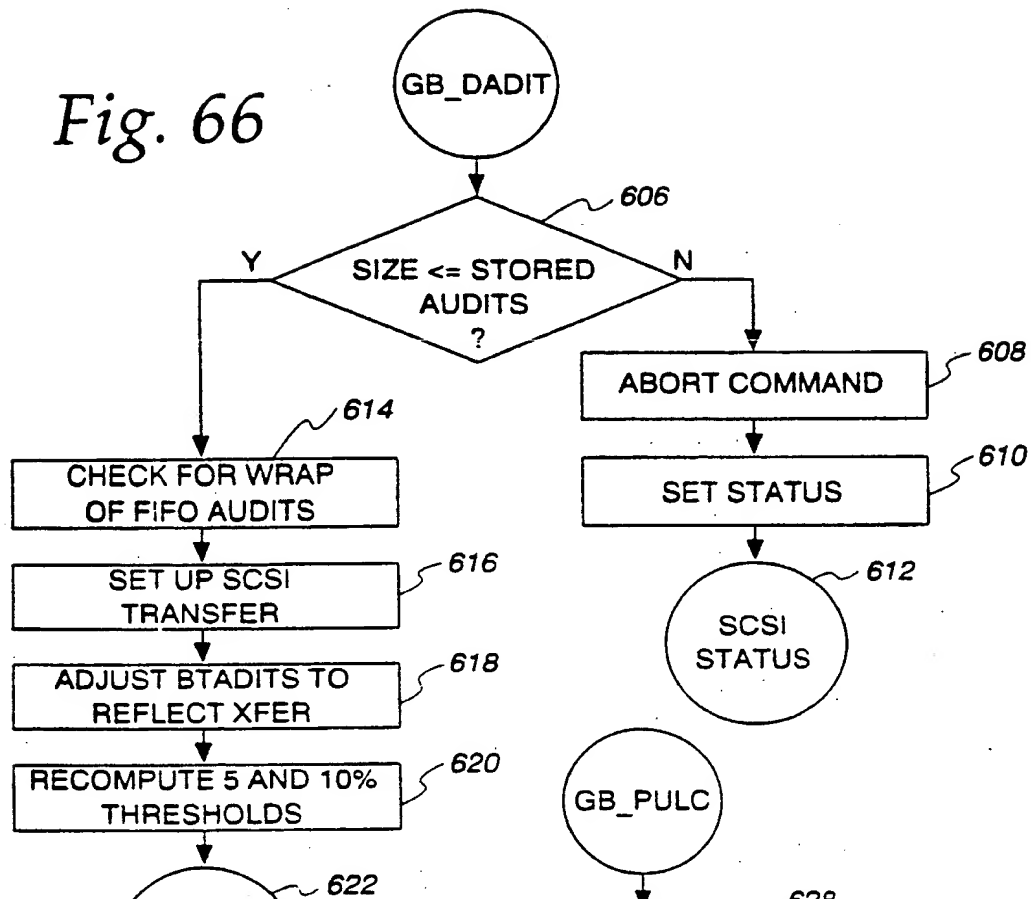 Fig. 66
GB_DADIT
606
Y
SIZE <= STORED
AUDITS
?
N
608
ABORT COMMAND
610
SET STATUS
612
SCSI
STATUS
614
CHECK FOR WRAP
OF FIFO AUDITS
616
SET UP SCSI
TRANSFER
618
ADJUST BTADITS TO
REFLECT XFER
620
RECOMPUTE 5 AND 10%
THRESHOLDS
622
GB_PULC